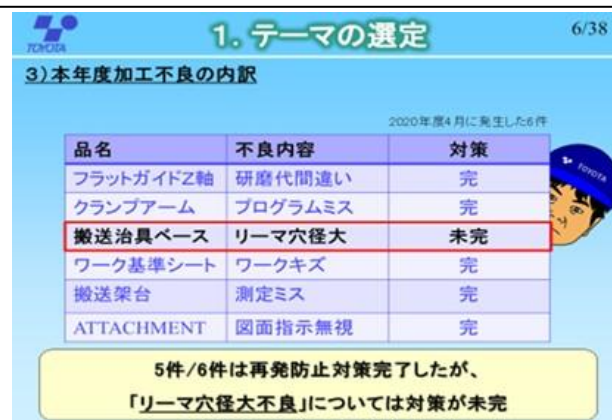 TOYOTA
1. テーマの選定
6/38
3)本年度加工不良の内訳
2020年度4月に発生した6件
品名 不良内容 対策
フラットガイドZ軸 研磨代間違い 完
クランプアーム プログラムミス 完
搬送治具ベース リーマ穴径大 未完
ワーク基準シート ワークキズ 完
搬送架台 測定ミス 完
ATTACHMENT 図面指示無視 完
TOYOTA
5件/6件は再発防止対策完了したが、
「リーマ穴径大不良」については対策が未完